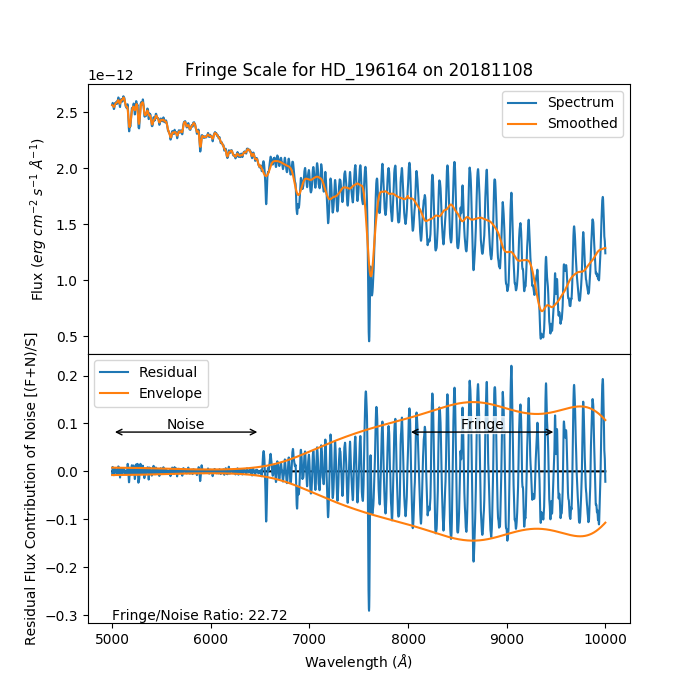 Fringe Scale for HD_196164 on 20181108
1e−12
Flux (erg cm⁻² s⁻¹ Å⁻¹)
2.5
2.0
1.5
1.0
0.5
Spectrum
Smoothed
Residual Flux Contribution of Noise [(F+N)/S]
0.2
0.1
0.0
−0.1
−0.2
−0.3
Residual
Envelope
Noise
Fringe
Fringe/Noise Ratio: 22.72
5000 6000 7000 8000 9000 10000
Wavelength (Å)